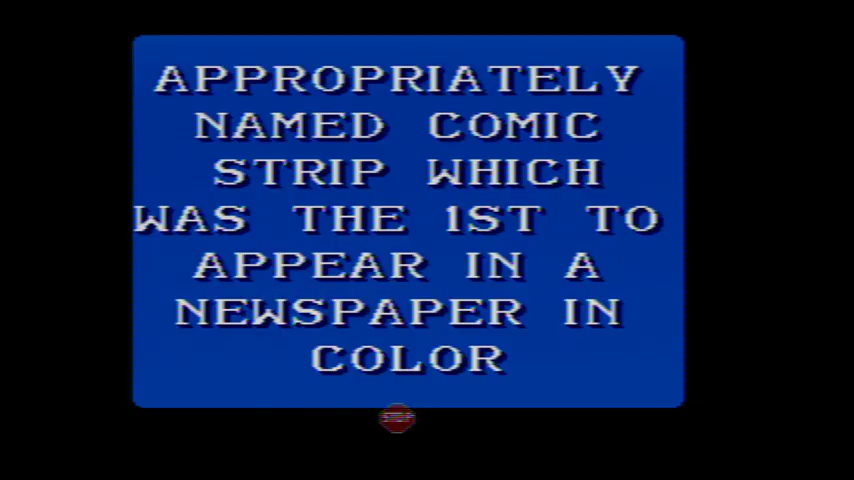 APPROPRIATELY
NAMED COMIC
STRIP WHICH
WAS THE 1ST TO
APPEAR IN A
NEWSPAPER IN
COLOR